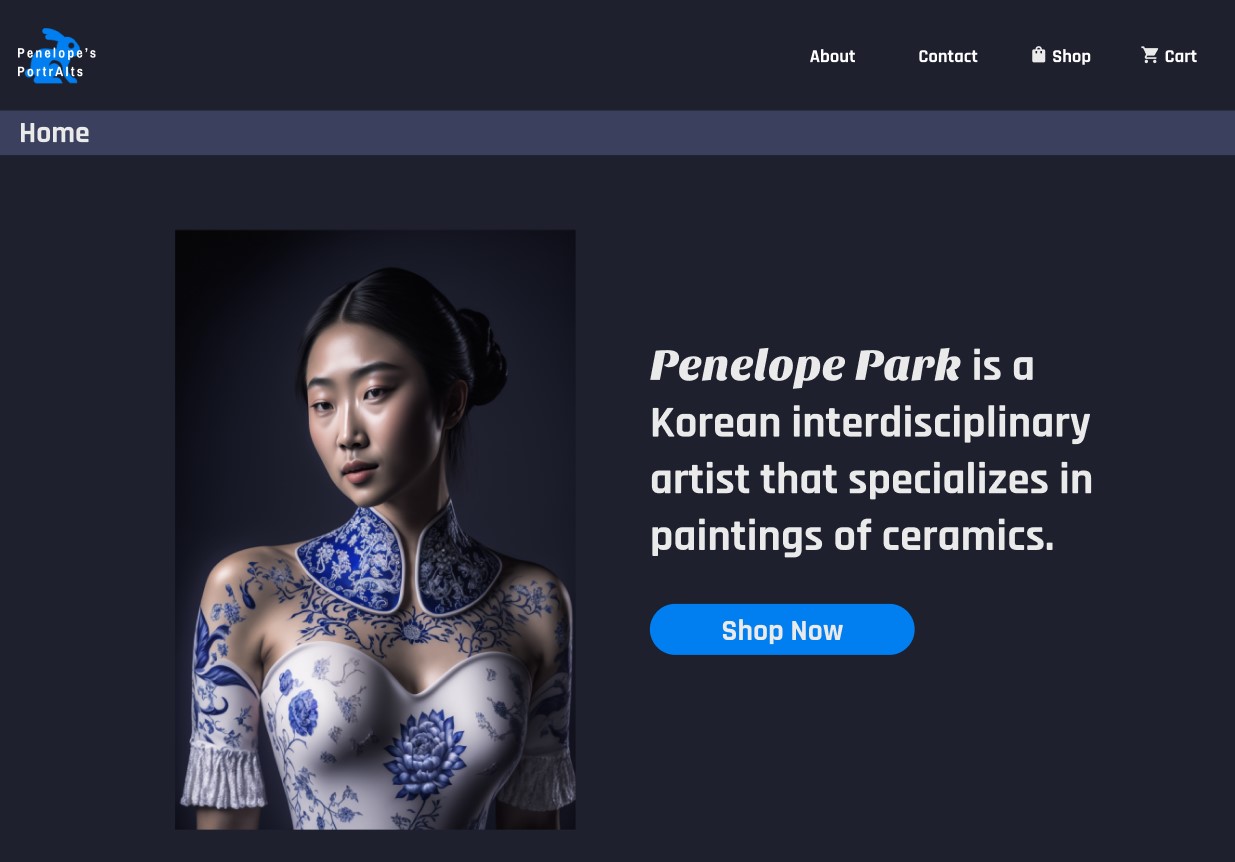 Penelope's
PortrAIts
About Contact Shop Cart
Home
Penelope Park is a
Korean interdisciplinary
artist that specializes in
paintings of ceramics.
Shop Now